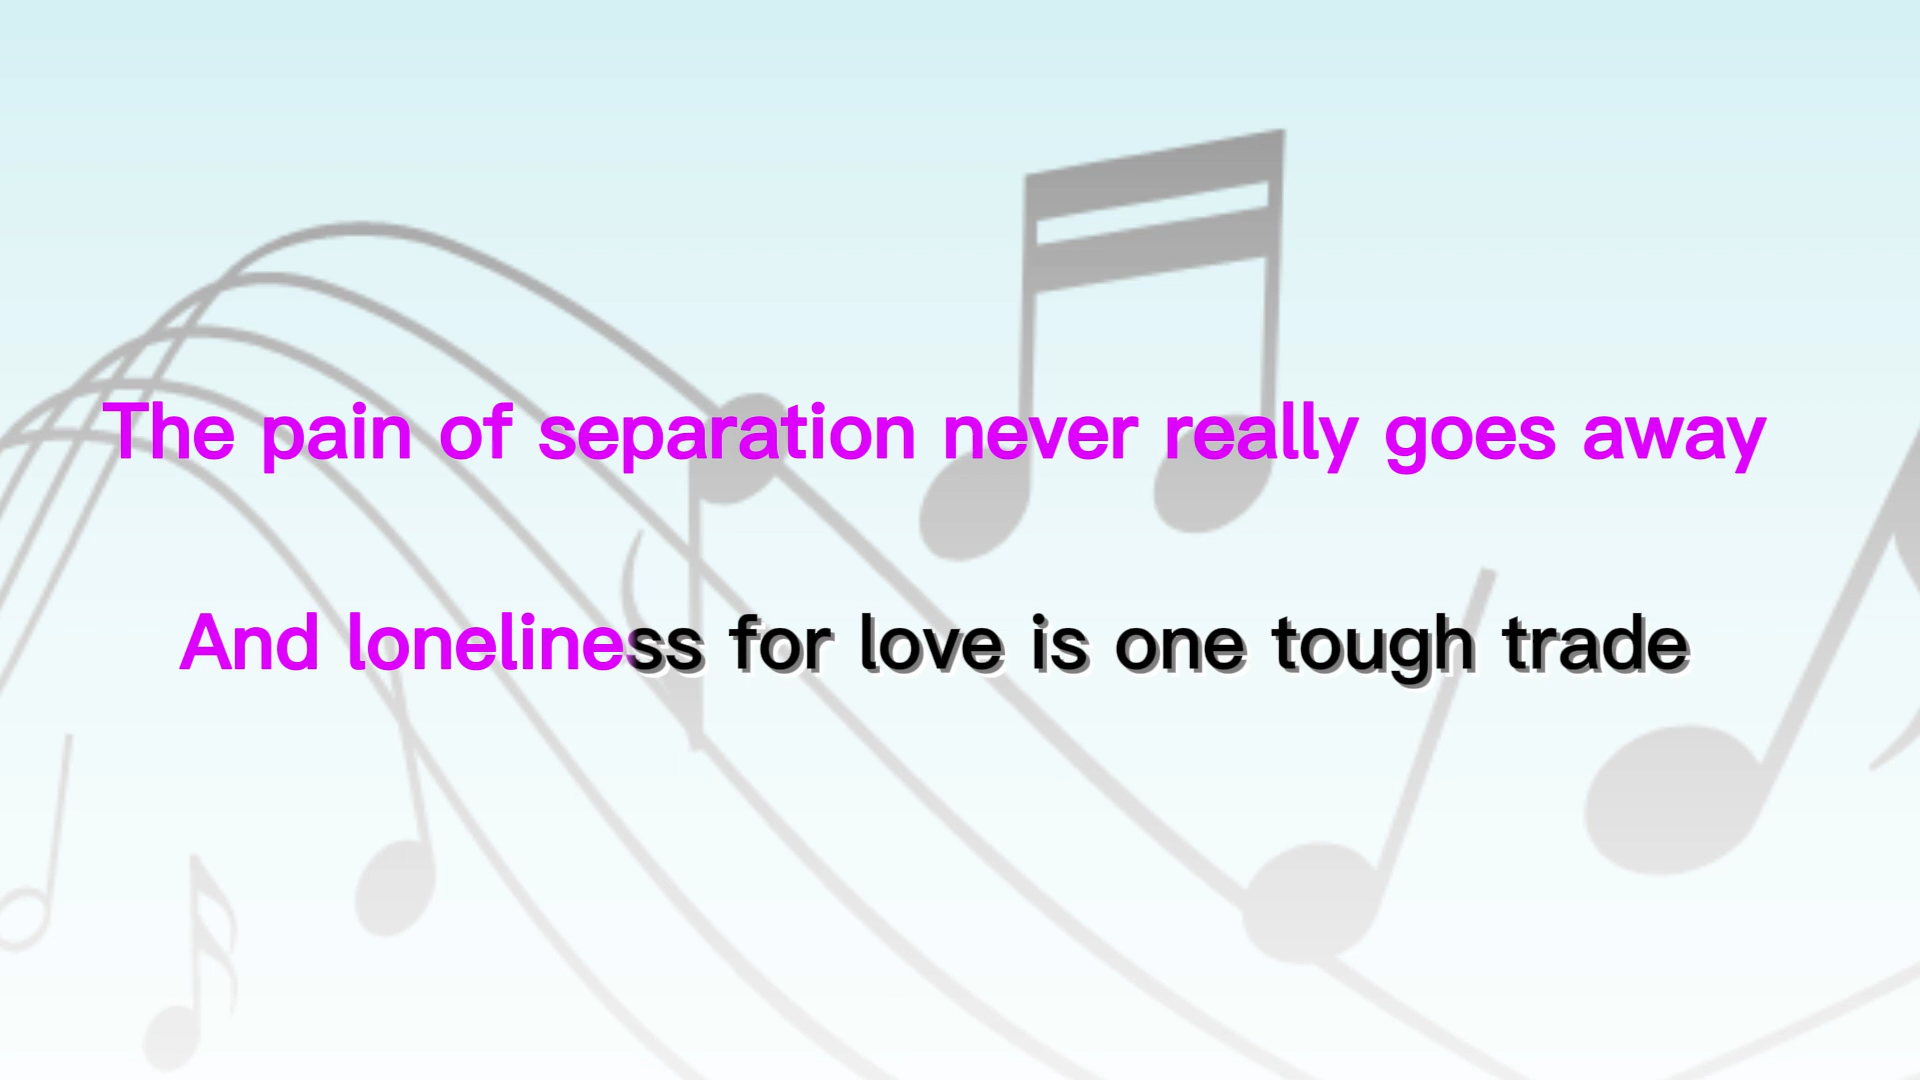 The pain of separation never really goes away
And loneliness for love is one tough trade